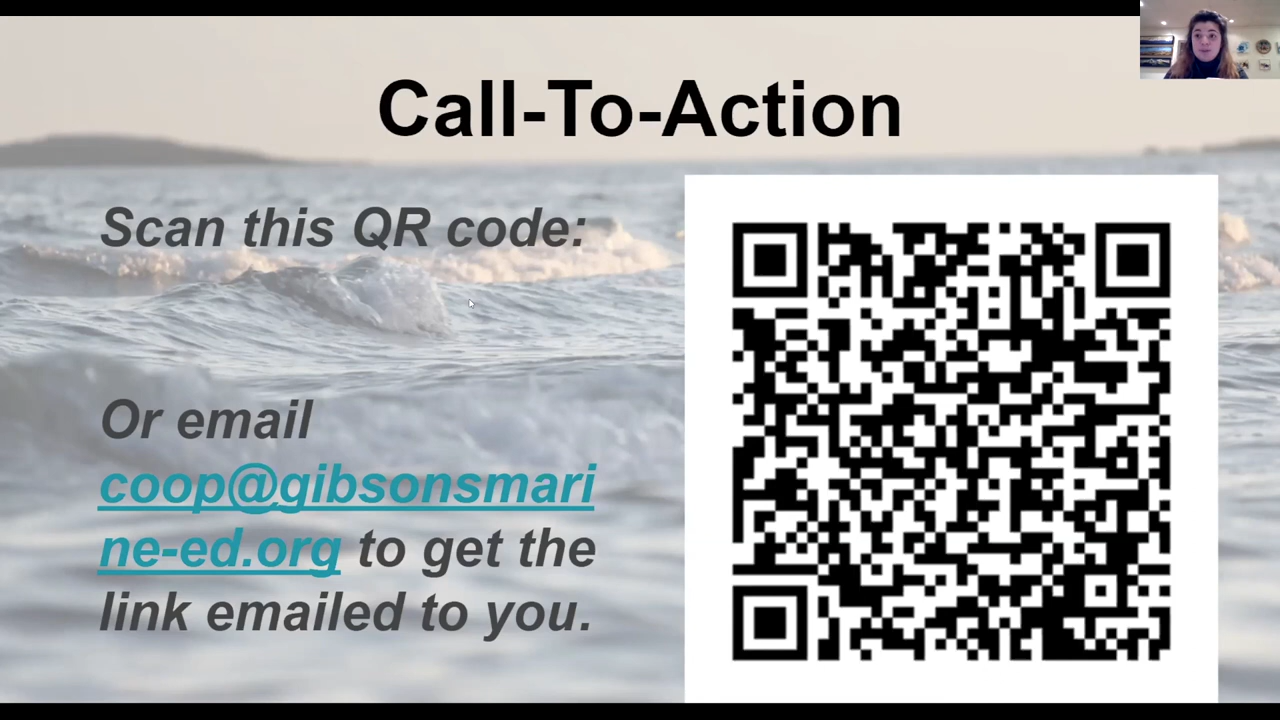 Call-To-Action
Scan this QR code:
Or email
coop@gibsonsmari
ne-ed.org to get the
link emailed to you.